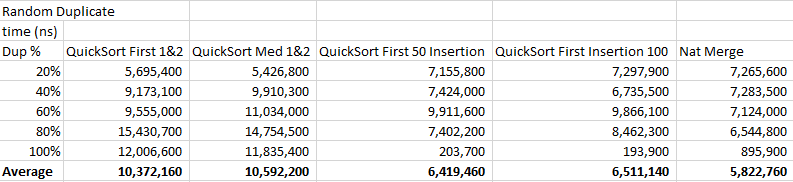 Random Duplicate
time (ns)
Dup % QuickSort First 1&2 QuickSort Med 1&2 QuickSort First 50 Insertion QuickSort First Insertion 100 Nat Merge
20% 5,695,400 5,426,800 7,155,800 7,297,900 7,265,600
40% 9,173,100 9,910,300 7,424,000 6,735,500 7,283,500
60% 9,555,000 11,034,000 9,911,600 9,866,100 7,124,000
80% 15,430,700 14,754,500 7,402,200 8,462,300 6,544,800
100% 12,006,600 11,835,400 203,700 193,900 895,900
Average 10,372,160 10,592,200 6,419,460 6,511,140 5,822,760